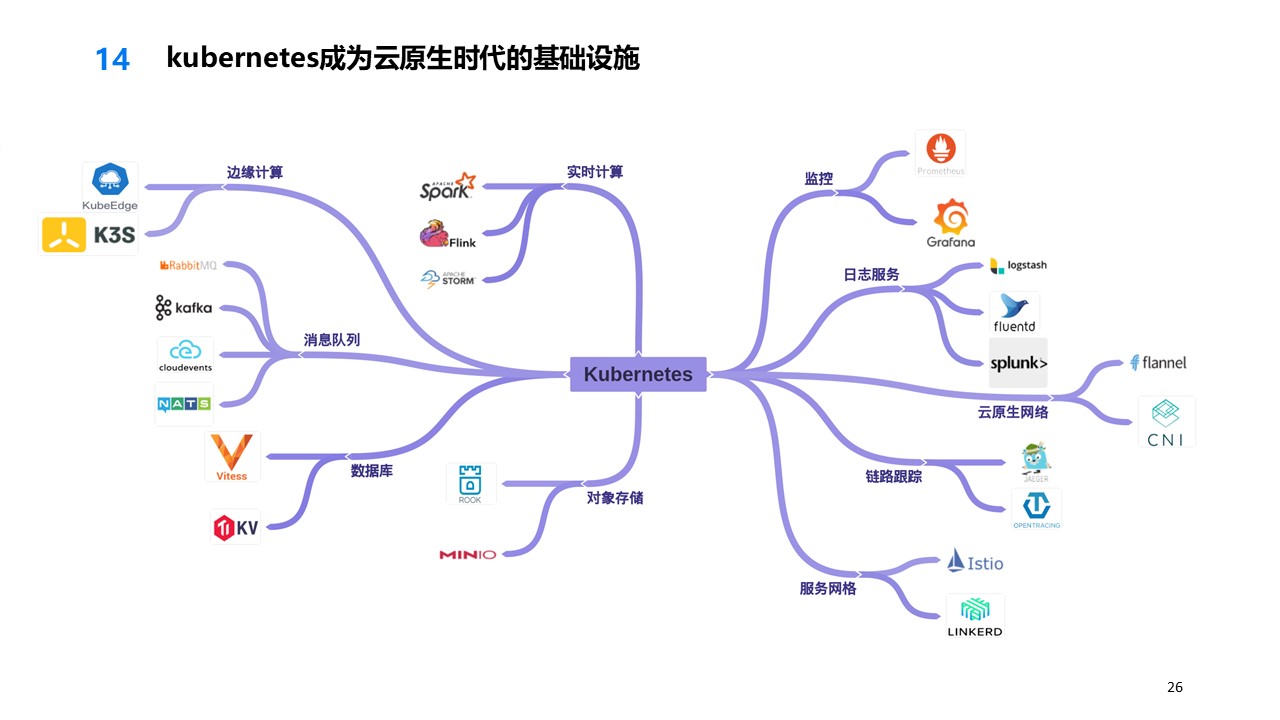 14 kubernetes成为云原生时代的基础设施
边缘计算
KubeEdge
K3S
RabbitMQ
kafka
消息队列
cloudevents
NATS
Vitess
数据库
TiKV
实时计算
APACHE
Spark
Flink
APACHE
STORM
Kubernetes
ROOK
对象存储
MINIO
监控
Prometheus
Grafana
日志服务
logstash
fluentd
splunk>
flannel
云原生网络
CNI
链路跟踪
JAEGER
OPENTRACING
服务网格
Istio
LINKERD
26